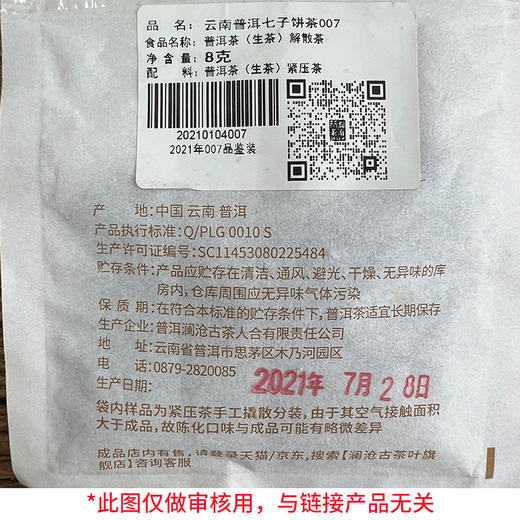 品  名：云南普洱七子饼茶007
食品名称：普洱茶（生茶）解散茶
净 含 量：8克
配  料：普洱茶（生茶）紧压茶
20210104007
2021年007品鉴装
产  地：中国 云南 普洱
产品执行标准：Q/PLG 0010 S
生产许可证编号：SC11453080225484
贮存条件：产品应贮存在清洁、通风、避光、干燥、无异味的库
房内，仓库周围应无异味气体污染
保 质 期：在符合本标准的贮存条件下，普洱茶适宜长期保存
生产企业：普洱澜沧古茶人合有限责任公司
地  址：云南省普洱市思茅区木乃河园区
电  话：0879-2820085
生产日期：2021年 7月28日
袋内样品为紧压茶手工撬散分装，由于其空气接触面积
大于成品，故陈化口味与成品可能有略微差异
成品店内有售，请登录天猫/京东，搜索【澜沧古茶叶旗
舰店】咨询客服
*此图仅做审核用，与链接产品无关